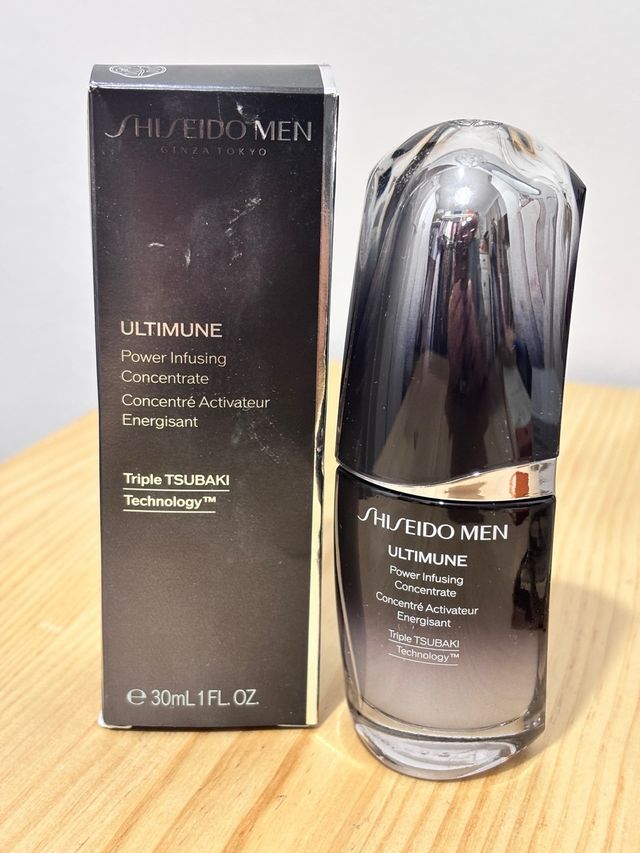 SHISEIDO MEN
GINZA TOKYO
ULTIMUNE
Power Infusing
Concentrate
Concentré Activateur
Energisant
Triple TSUBAKI
Technology™
℮ 30mL 1 FL. OZ.
SHISEIDO MEN
ULTIMUNE
Power Infusing
Concentrate
Concentré Activateur
Energisant
Triple TSUBAKI
Technology™